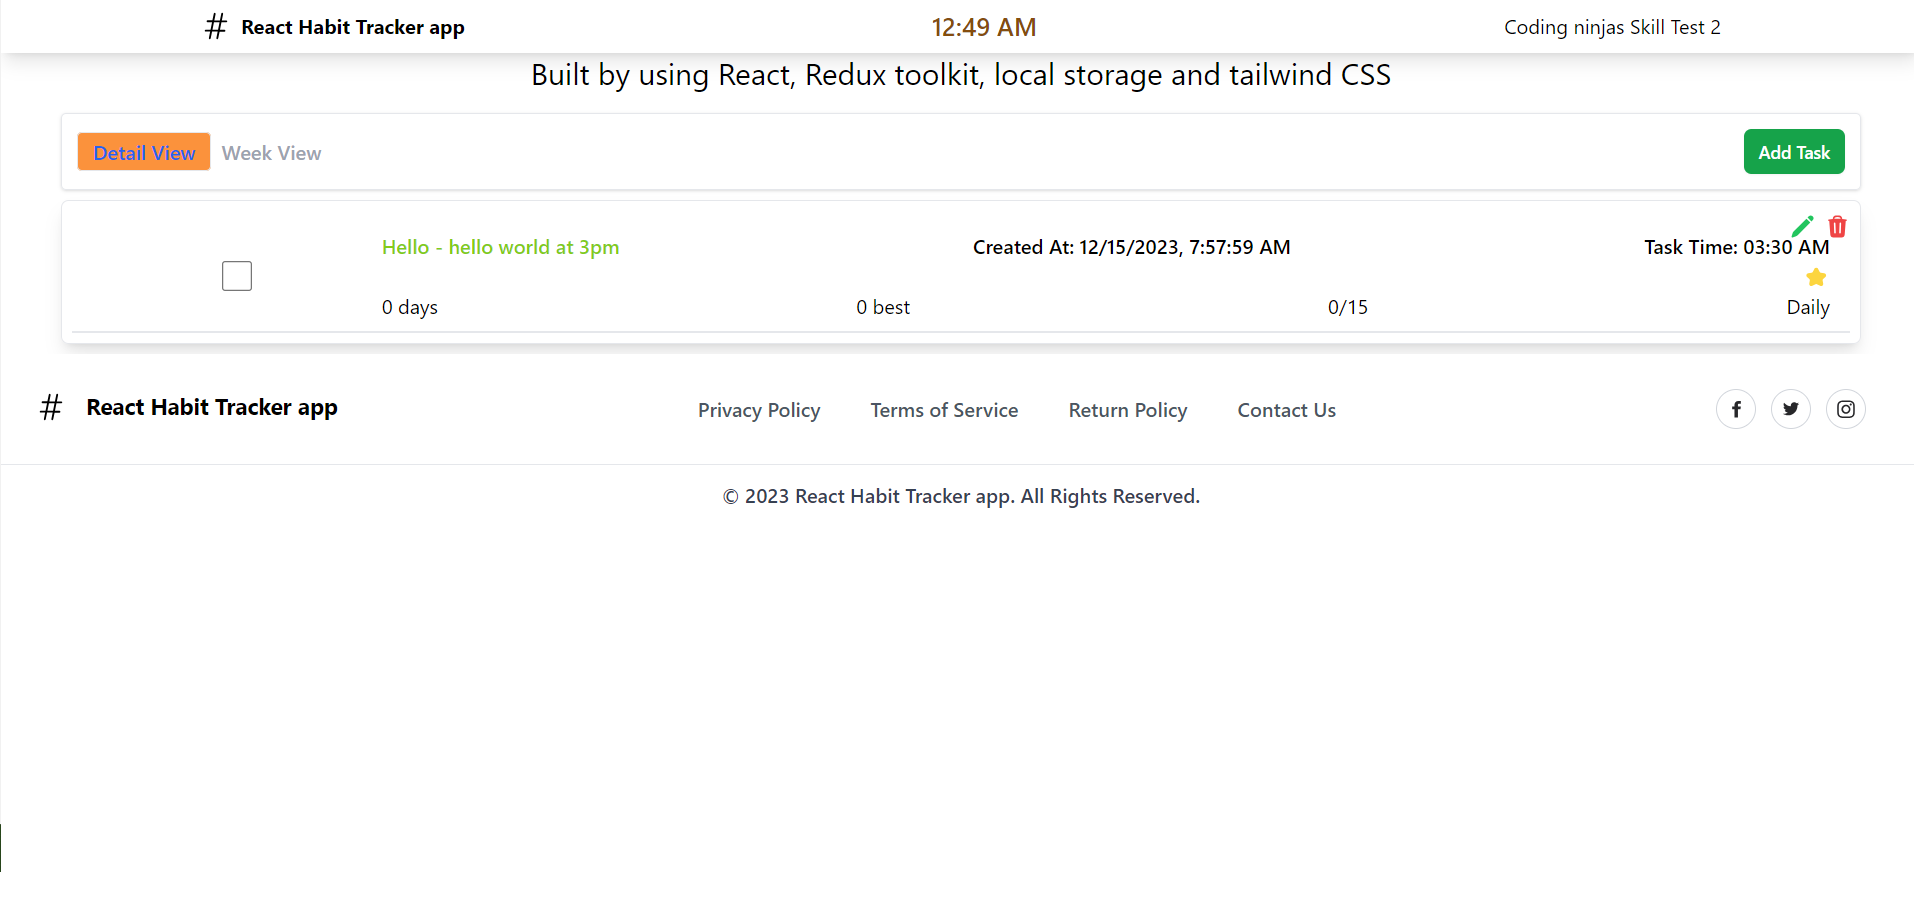 # React Habit Tracker app 12:49 AM Coding ninjas Skill Test 2
Built by using React, Redux toolkit, local storage and tailwind CSS
Detail View Week View Add Task
Hello - hello world at 3pm Created At: 12/15/2023, 7:57:59 AM Task Time: 03:30 AM
0 days 0 best 0/15 Daily
# React Habit Tracker app Privacy Policy Terms of Service Return Policy Contact Us
© 2023 React Habit Tracker app. All Rights Reserved.